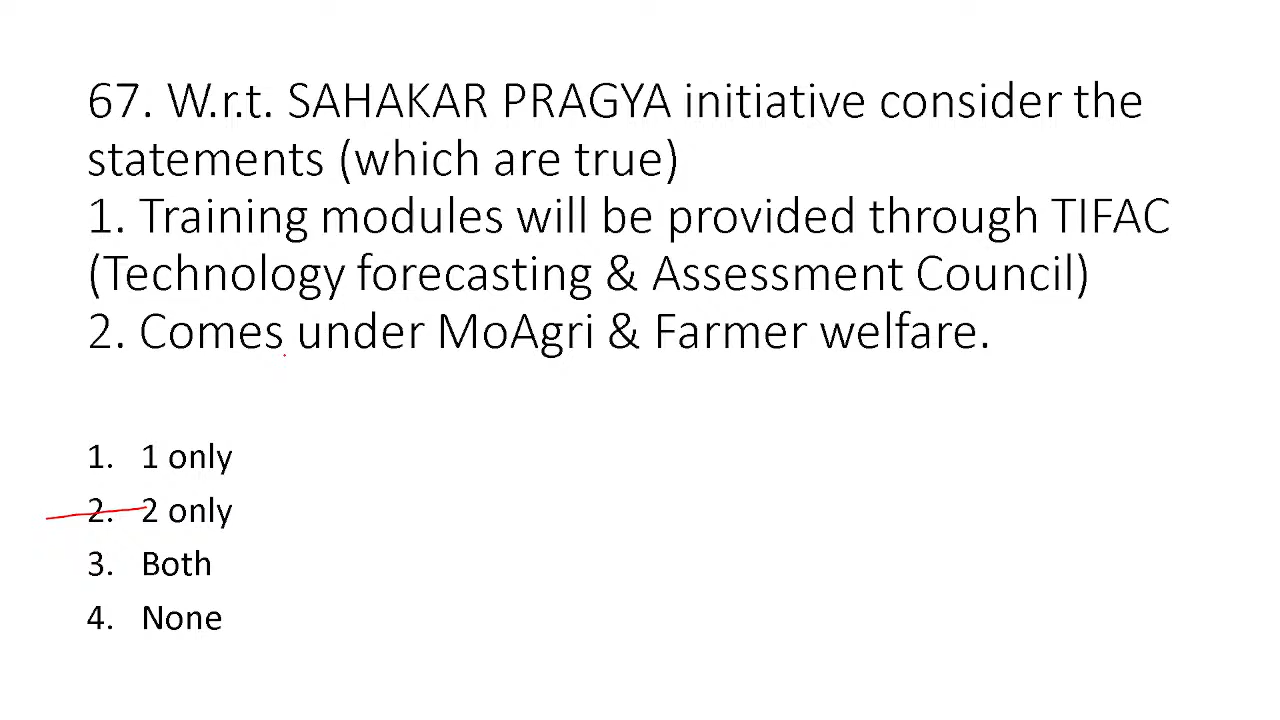 67. W.r.t. SAHAKAR PRAGYA initiative consider the
statements (which are true)
1. Training modules will be provided through TIFAC
(Technology forecasting & Assessment Council)
2. Comes under MoAgri & Farmer welfare.
1. 1 only
2. 2 only
3. Both
4. None